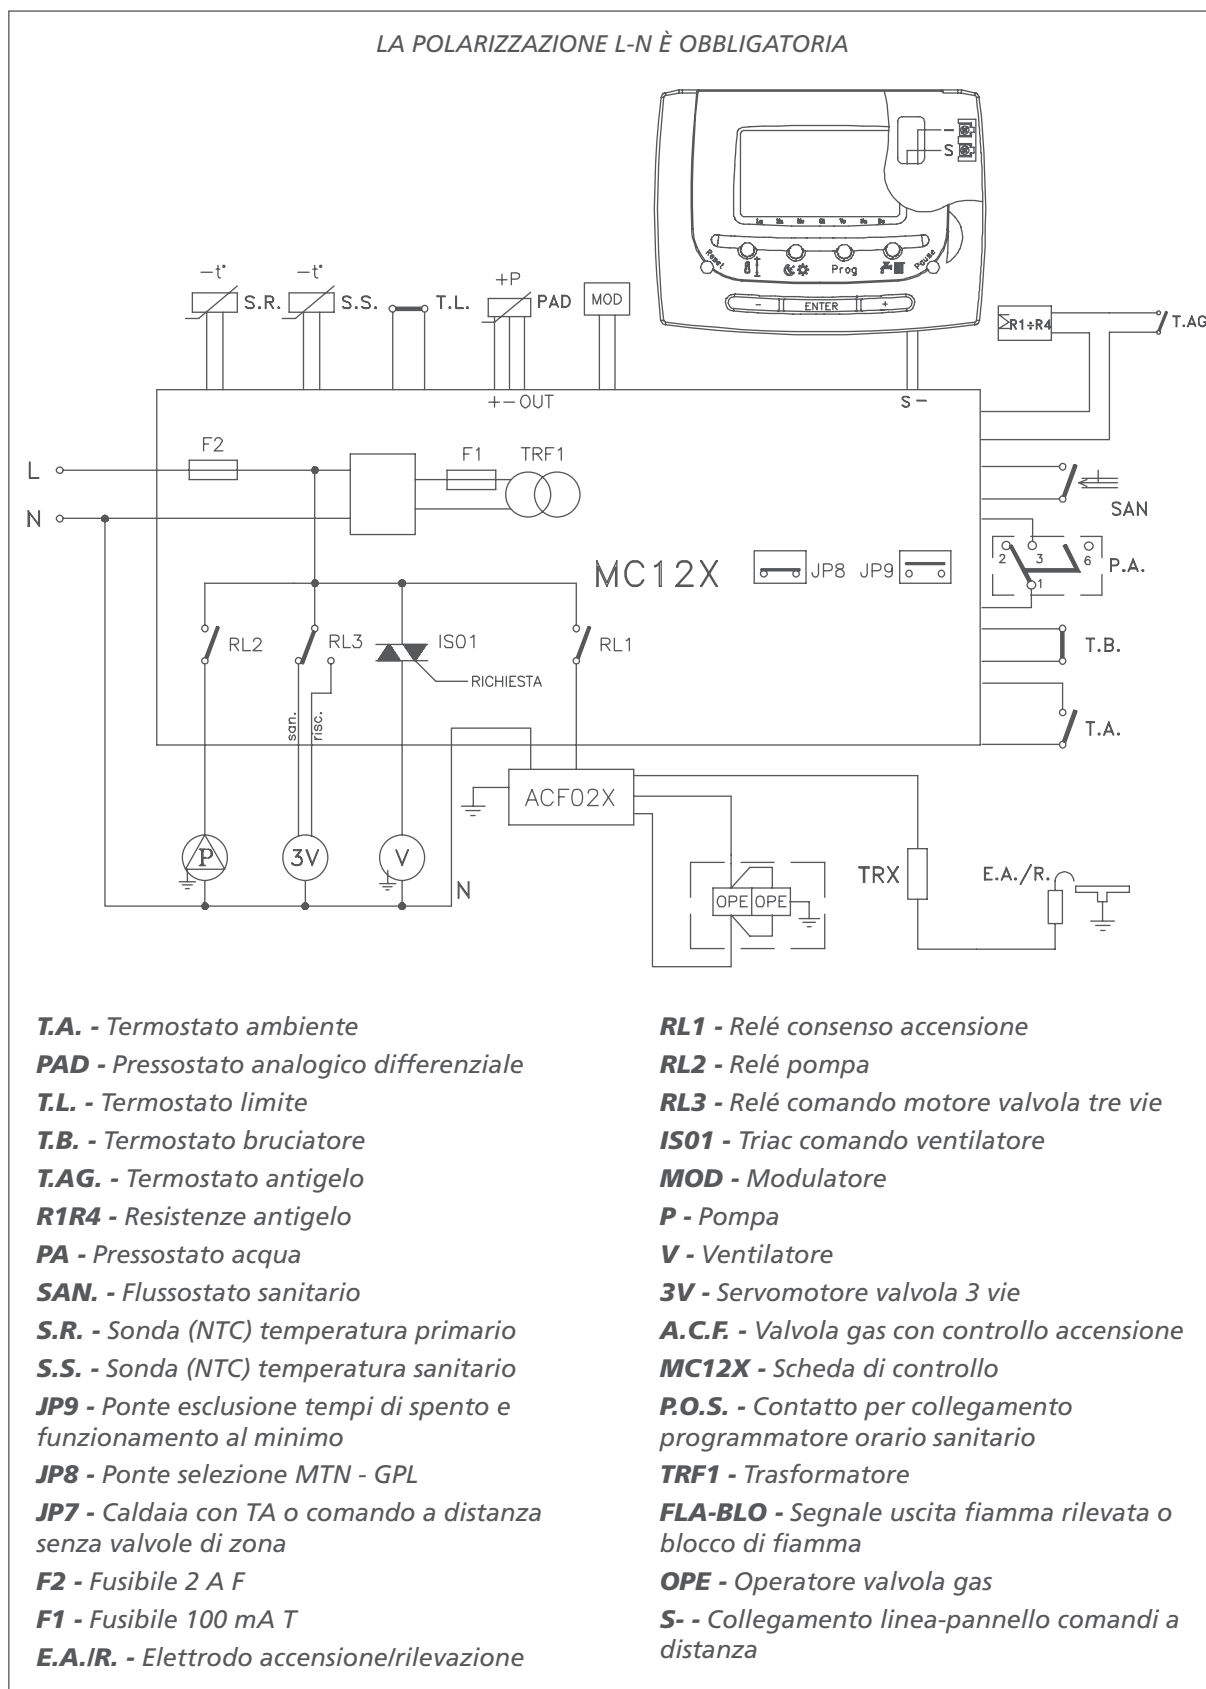 LA POLARIZZAZIONE L-N È OBBLIGATORIA
-
S
Reset
Prog
Pause
- ENTER +
-t°
S.R.
-t°
S.S.
T.L.
+P
PAD
MOD
ΣR1÷R4
T.AG
+-OUT
S -
L
F2
F1
TRF1
N
SAN
MC12X
JP8
JP9
2
3
6
1
P.A.
RL2
RL3
IS01
RL1
RICHIESTA
T.B.
san.
risc.
T.A.
ACF02X
P
3V
V
N
OPE OPE
TRX
E.A./R.
T.A. - Termostato ambiente
PAD - Pressostato analogico differenziale
T.L. - Termostato limite
T.B. - Termostato bruciatore
T.AG. - Termostato antigelo
R1R4 - Resistenze antigelo
PA - Pressostato acqua
SAN. - Flussostato sanitario
S.R. - Sonda (NTC) temperatura primario
S.S. - Sonda (NTC) temperatura sanitario
JP9 - Ponte esclusione tempi di spento e
funzionamento al minimo
JP8 - Ponte selezione MTN - GPL
JP7 - Caldaia con TA o comando a distanza
senza valvole di zona
F2 - Fusibile 2 A F
F1 - Fusibile 100 mA T
E.A./R. - Elettrodo accensione/rilevazione
RL1 - Relé consenso accensione
RL2 - Relé pompa
RL3 - Relé comando motore valvola tre vie
IS01 - Triac comando ventilatore
MOD - Modulatore
P - Pompa
V - Ventilatore
3V - Servomotore valvola 3 vie
A.C.F. - Valvola gas con controllo accensione
MC12X - Scheda di controllo
P.O.S. - Contatto per collegamento
programmatore orario sanitario
TRF1 - Trasformatore
FLA-BLO - Segnale uscita fiamma rilevata o
blocco di fiamma
OPE - Operatore valvola gas
S- - Collegamento linea-pannello comandi a
distanza